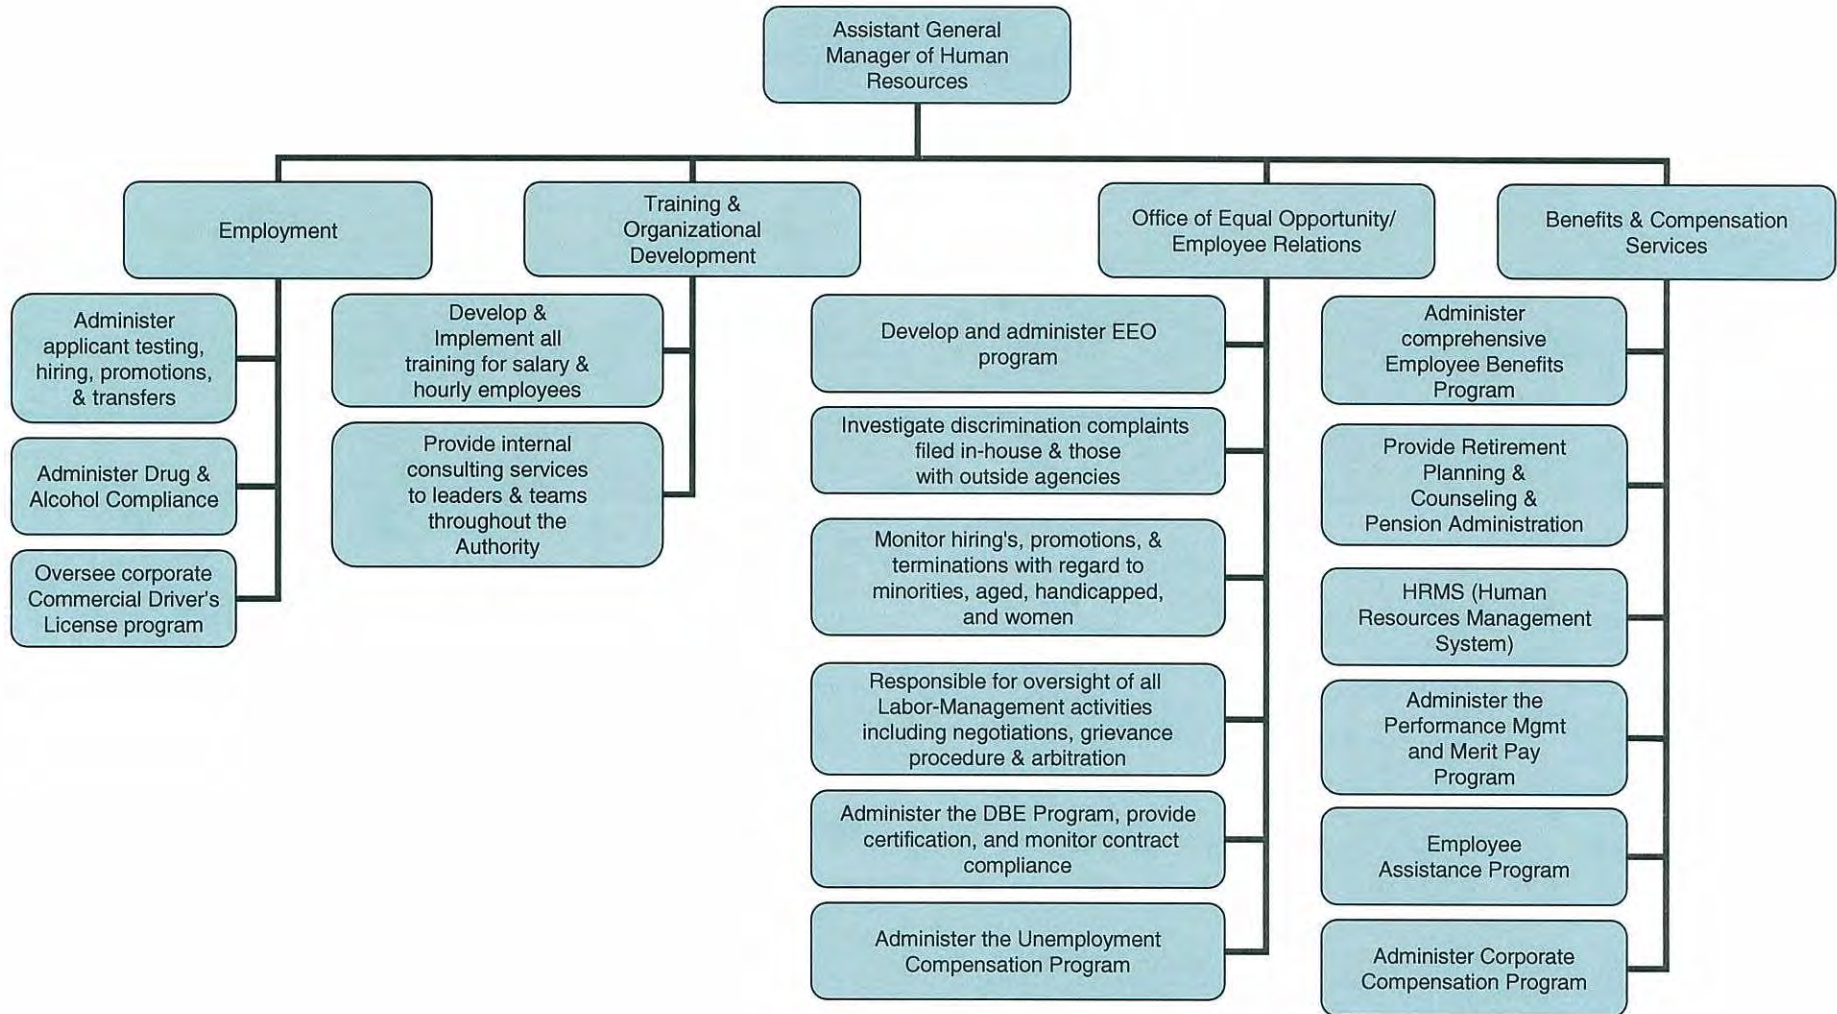 Assistant General
Manager of Human
Resources
Employment
Training &
Organizational
Development
Office of Equal Opportunity/
Employee Relations
Benefits & Compensation
Services
Administer
applicant testing,
hiring, promotions,
& transfers
Administer Drug &
Alcohol Compliance
Oversee corporate
Commercial Driver's
License program
Develop &
Implement all
training for salary &
hourly employees
Provide internal
consulting services
to leaders & teams
throughout the
Authority
Develop and administer EEO
program
Investigate discrimination complaints
filed in-house & those
with outside agencies
Monitor hiring's, promotions, &
terminations with regard to
minorities, aged, handicapped,
and women
Responsible for oversight of all
Labor-Management activities
including negotiations, grievance
procedure & arbitration
Administer the DBE Program, provide
certification, and monitor contract
compliance
Administer the Unemployment
Compensation Program
Administer
comprehensive
Employee Benefits
Program
Provide Retirement
Planning &
Counseling &
Pension Administration
HRMS (Human
Resources Management
System)
Administer the
Performance Mgmt
and Merit Pay
Program
Employee
Assistance Program
Administer Corporate
Compensation Program